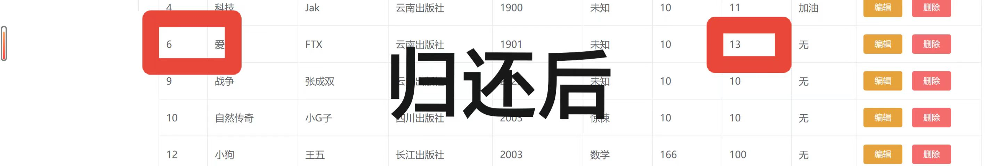 4 科技 Jak 云南出版社 1900 未知 10 11 加油 编辑 删除
6 爱 FTX 云南出版社 1901 未知 10 13 无 编辑 删除
归还后
9 战争 张成双 云南出版社 未知 10 10 无 编辑 删除
10 自然传奇 小G子 四川出版社 2003 惊悚 10 10 无 编辑 删除
12 小狗 王五 长江出版社 2003 数学 166 100 无 编辑 删除